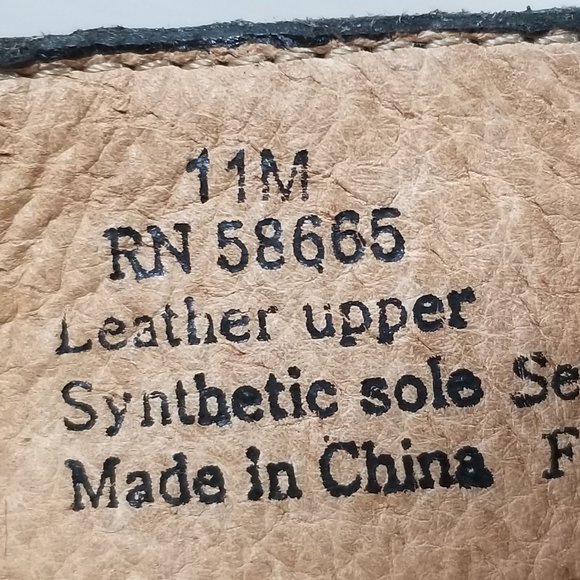 11M
RN 58665
Leather upper
Synthetic sole
Made in China